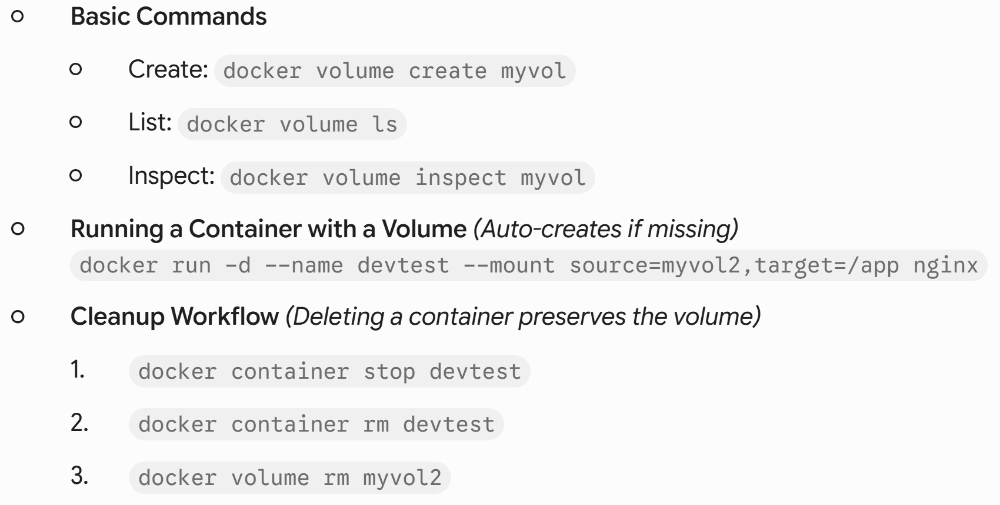 Basic Commands
Create: docker volume create myvol
List: docker volume ls
Inspect: docker volume inspect myvol
Running a Container with a Volume (Auto-creates if missing)
docker run -d --name devtest --mount source=myvol2,target=/app nginx
Cleanup Workflow (Deleting a container preserves the volume)
1. docker container stop devtest
2. docker container rm devtest
3. docker volume rm myvol2